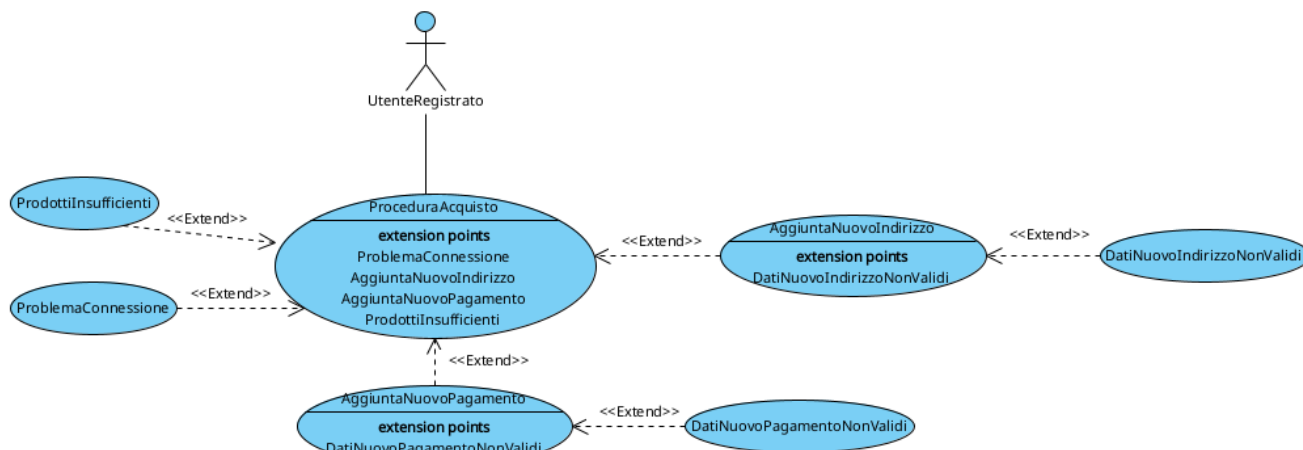 UtenteRegistrato
ProdottiInsufficienti
<<Extend>>
ProceduraAcquisto
extension points
ProblemaConnessione
AggiuntaNuovoIndirizzo
AggiuntaNuovoPagamento
ProdottiInsufficienti
<<Extend>>
AggiuntaNuovoIndirizzo
extension points
DatiNuovoIndirizzoNonValidi
<<Extend>>
DatiNuovoIndirizzoNonValidi
<<Extend>>
ProblemaConnessione
<<Extend>>
AggiuntaNuovoPagamento
extension points
DatiNuovoPagamentoNonValidi
<<Extend>>
DatiNuovoPagamentoNonValidi